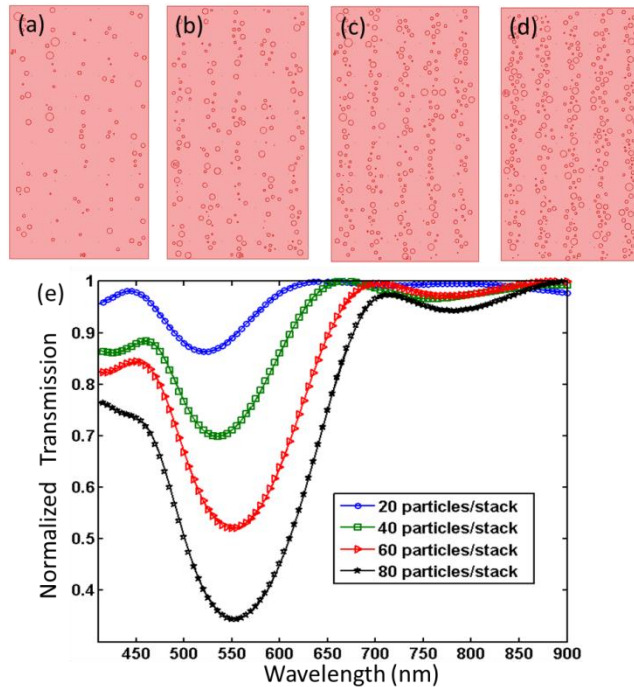 (a) (b) (c) (d)
(e)
1
0.9
0.8
0.7
0.6
0.5
0.4
Normalized Transmission
20 particles/stack
40 particles/stack
60 particles/stack
80 particles/stack
450 500 550 600 650 700 750 800 850 900
Wavelength (nm)